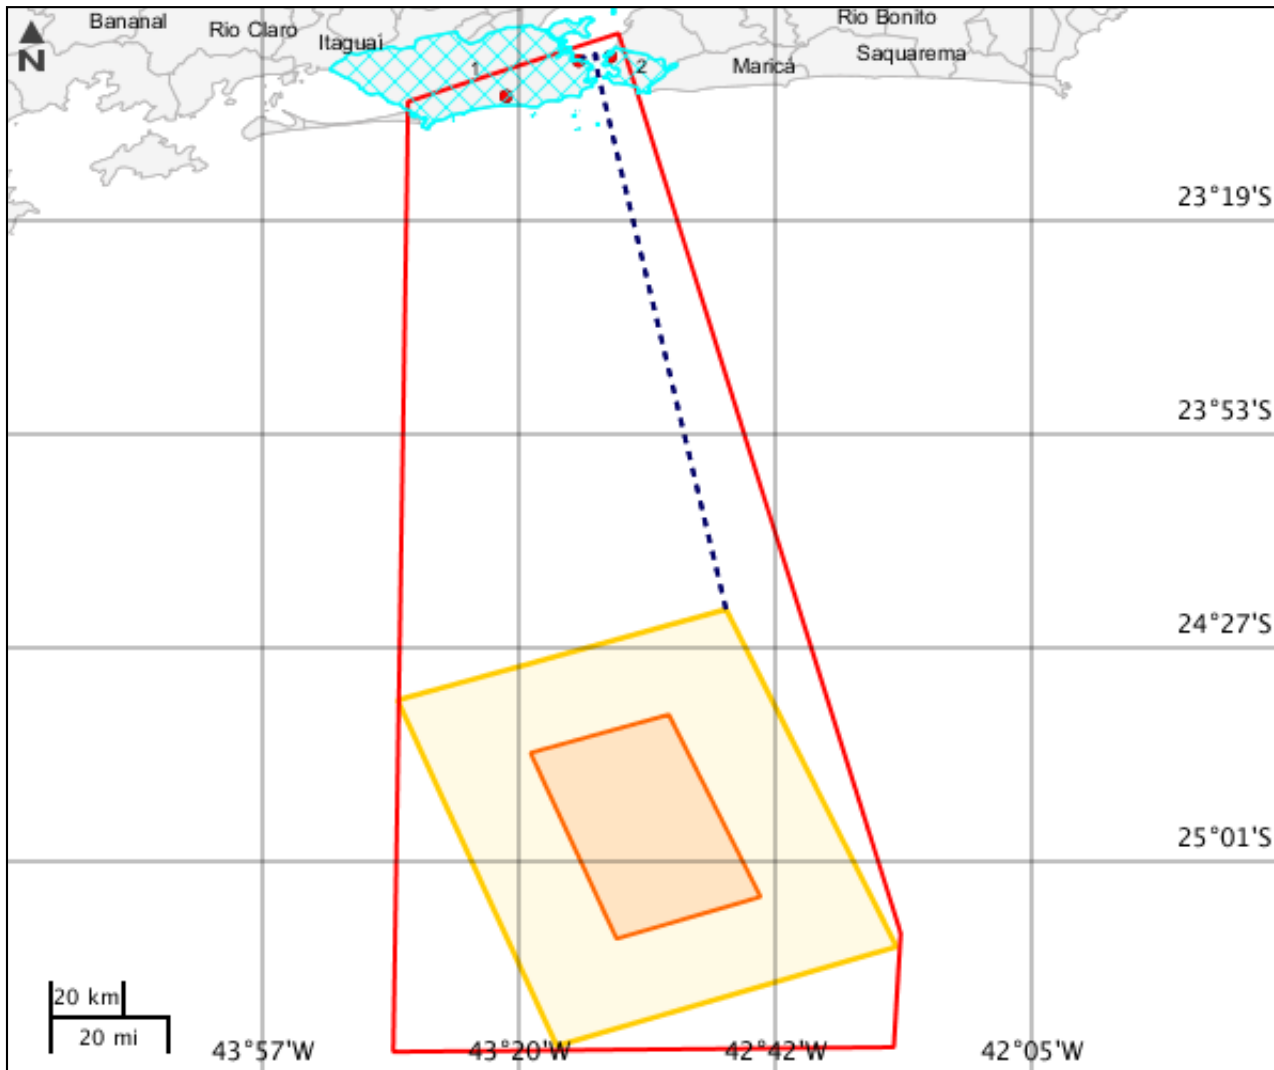 Bananal
Rio Claro
Itaguaí
Rio Bonito
Saquarema
Maricá
1
2
N
23°19'S
23°53'S
24°27'S
25°01'S
20 km
20 mi
43°57'W
43°20'W
42°42'W
42°05'W